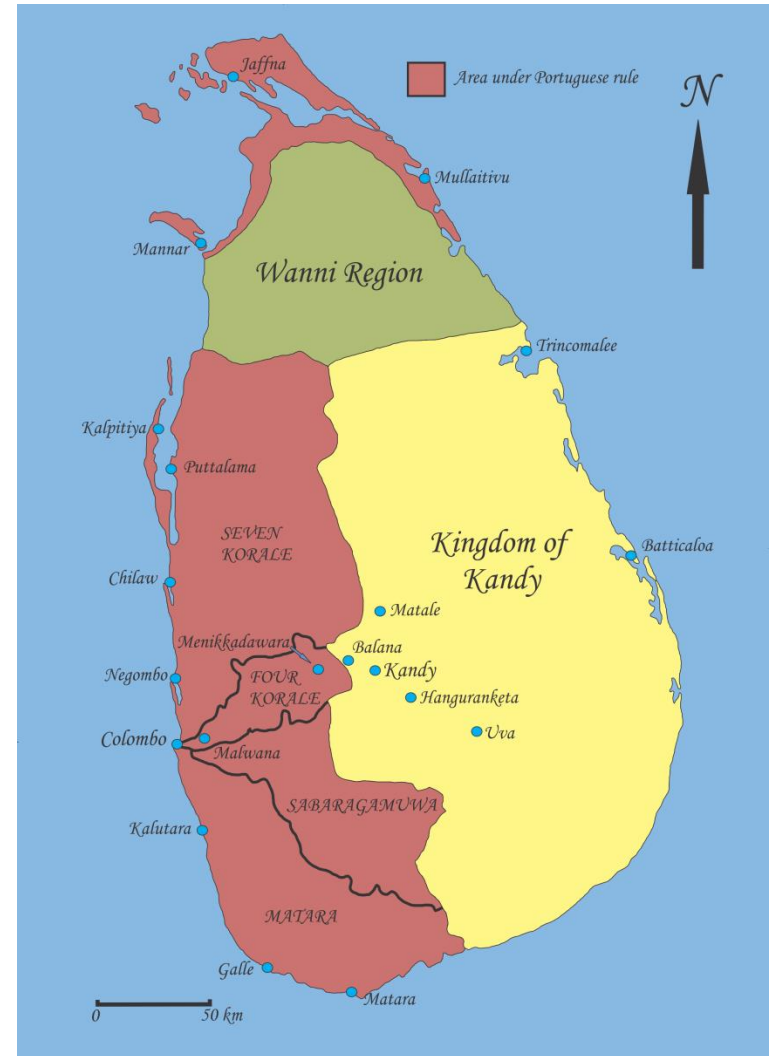 Jaffna
Area under Portuguese rule
N
Mullaitivu
Mannar
Wanni Region
Trincomalee
Kalpitiya
Puttalama
SEVEN
KORALE
Kingdom of
Kandy
Batticaloa
Chilaw
Matale
Menikkadawara
Balana
FOUR
KORALE
Kandy
Negombo
Hanguranketa
Uva
Colombo
Malwana
SABARAGAMUWA
Kalutara
MATARA
Galle
Matara
0
50 km